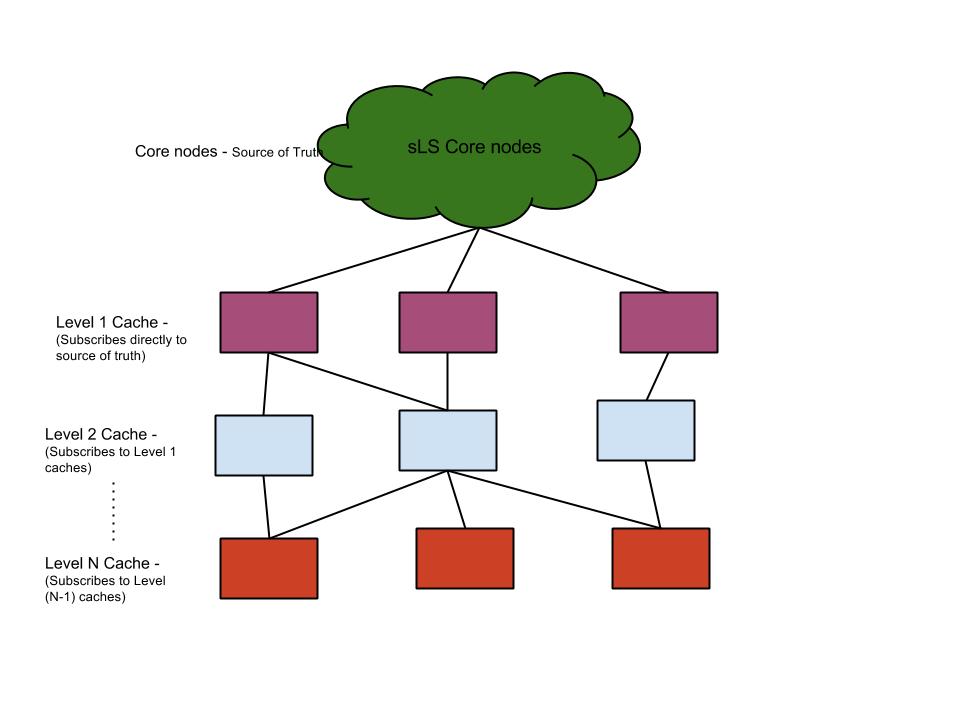 sLS Core nodes
Core nodes - Source of Truth
Level 1 Cache -
(Subscribes directly to
source of truth)
Level 2 Cache -
(Subscribes to Level 1
caches)
Level N Cache -
(Subscribes to Level
(N-1) caches)